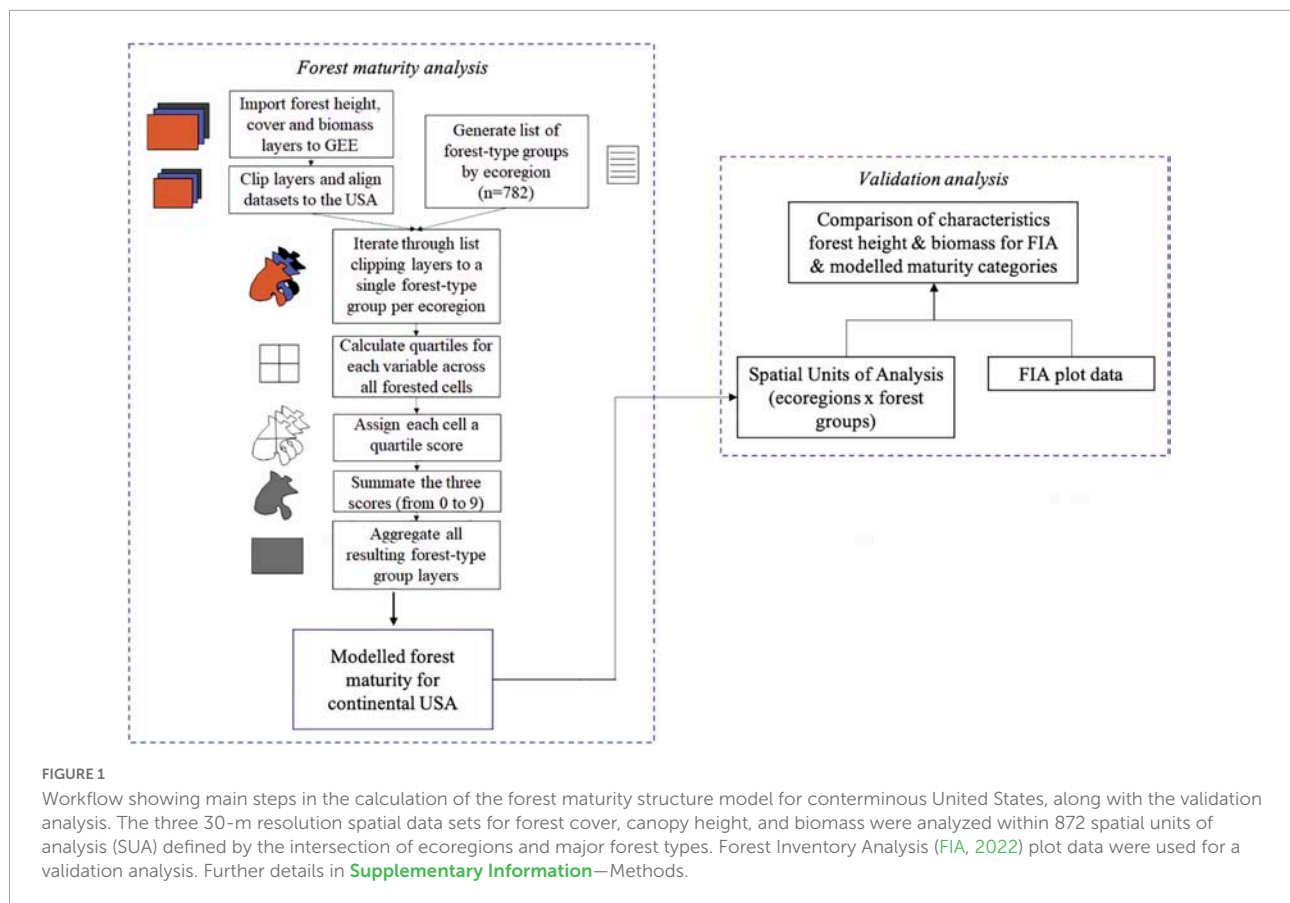 Forest maturity analysis
Import forest height,
cover and biomass
layers to GEE
Clip layers and align
datasets to the USA
Generate list of
forest-type groups
by ecoregion
(n=782)
Iterate through list
clipping layers to a
single forest-type
group per ecoregion
Calculate quartiles for
each variable across
all forested cells
Assign each cell a
quartile score
Summate the three
scores (from 0 to 9)
Aggregate all
resulting forest-type
group layers
Modelled forest
maturity for
continental USA
Validation analysis
Comparison of characteristics
forest height & biomass for FIA
& modelled maturity categories
Spatial Units of Analysis
(ecoregions x forest
groups)
FIA plot data
FIGURE 1
Workflow showing main steps in the calculation of the forest maturity structure model for conterminous United States, along with the validation
analysis. The three 30-m resolution spatial data sets for forest cover, canopy height, and biomass were analyzed within 872 spatial units of
analysis (SUA) defined by the intersection of ecoregions and major forest types. Forest Inventory Analysis (FIA, 2022) plot data were used for a
validation analysis. Further details in Supplementary Information—Methods.